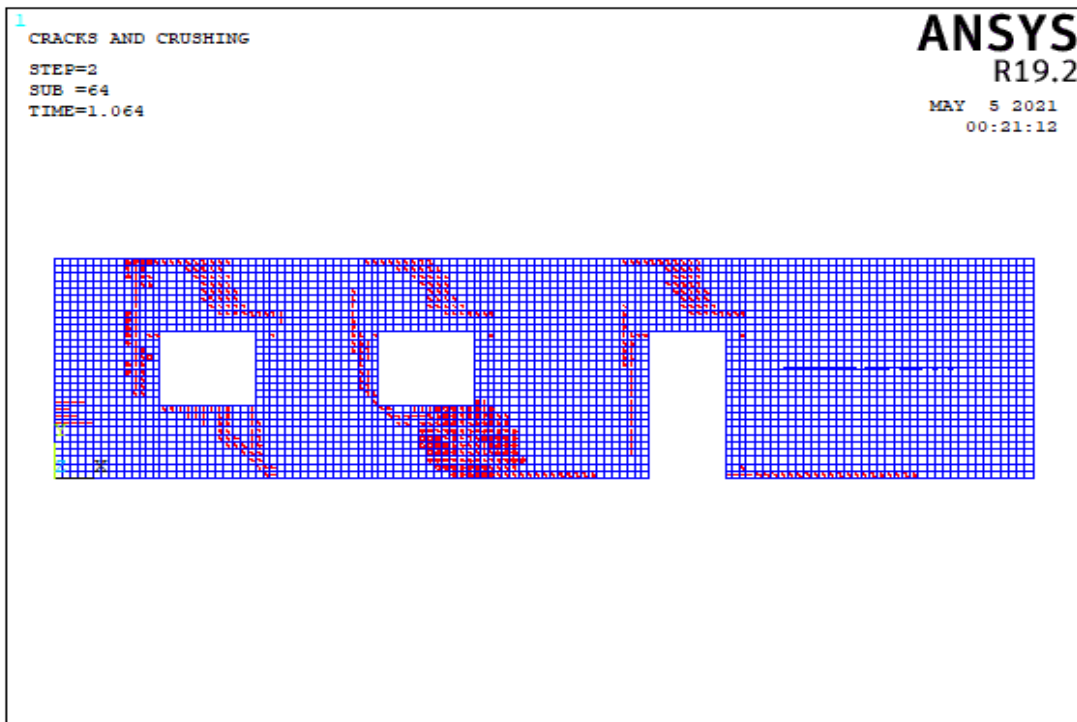 1
CRACKS AND CRUSHING
STEP=2
SUB =64
TIME=1.064
ANSYS
R19.2
MAY  5 2021
00:21:12
Y
Z X